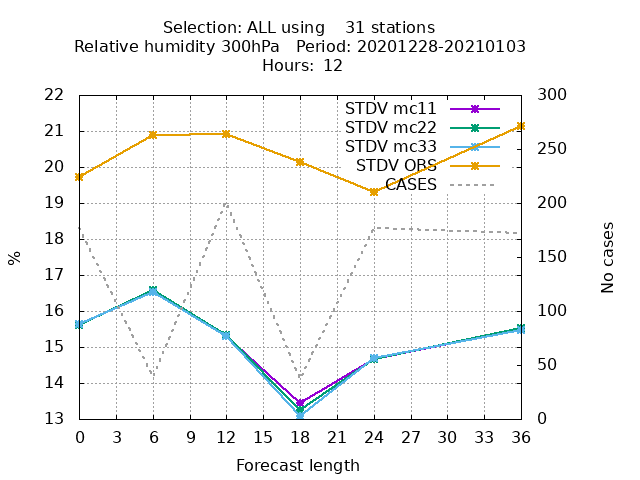 Selection: ALL using    31 stations
Relative humidity 300hPa   Period: 20201228-20210103
Hours:  12
STDV mc11
STDV mc22
STDV mc33
STDV OBS
CASES
22
21
20
19
18
17
16
15
14
13
%
300
250
200
150
100
50
0
No cases
0 3 6 9 12 15 18 21 24 27 30 33 36
Forecast length